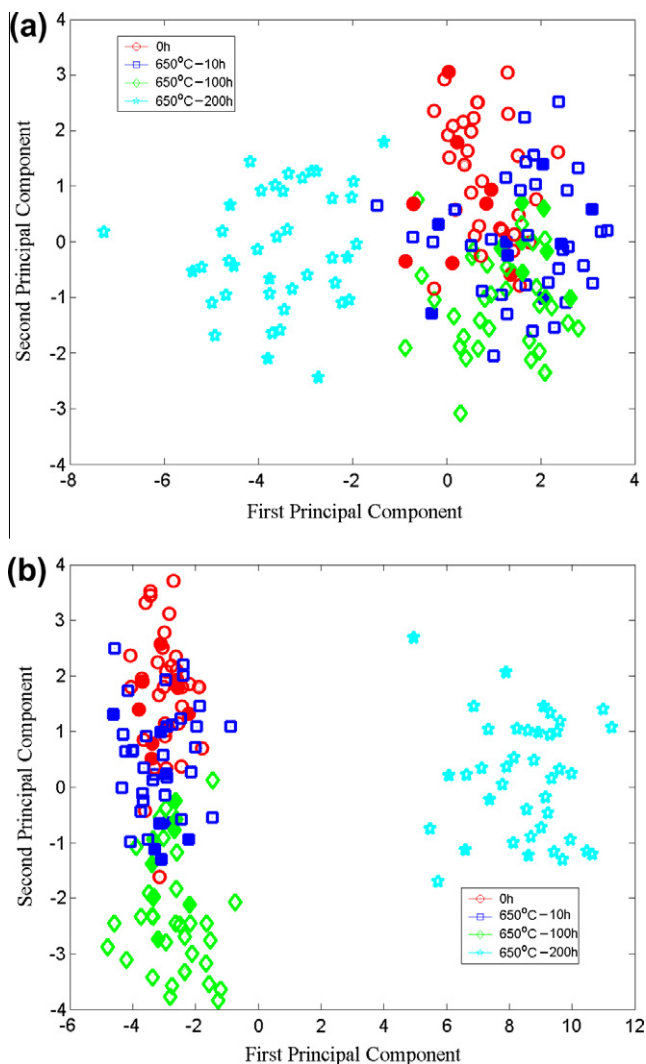 (a)
4
3
2
1
0
-1
-2
-3
-4
Second Principal Component
0h
650°C-10h
650°C-100h
650°C-200h
-8 -6 -4 -2 0 2 4
First Principal Component
(b)
4
3
2
1
0
-1
-2
-3
-4
Second Principal Component
0h
650°C-10h
650°C-100h
650°C-200h
-6 -4 -2 0 2 4 6 8 10 12
First Principal Component